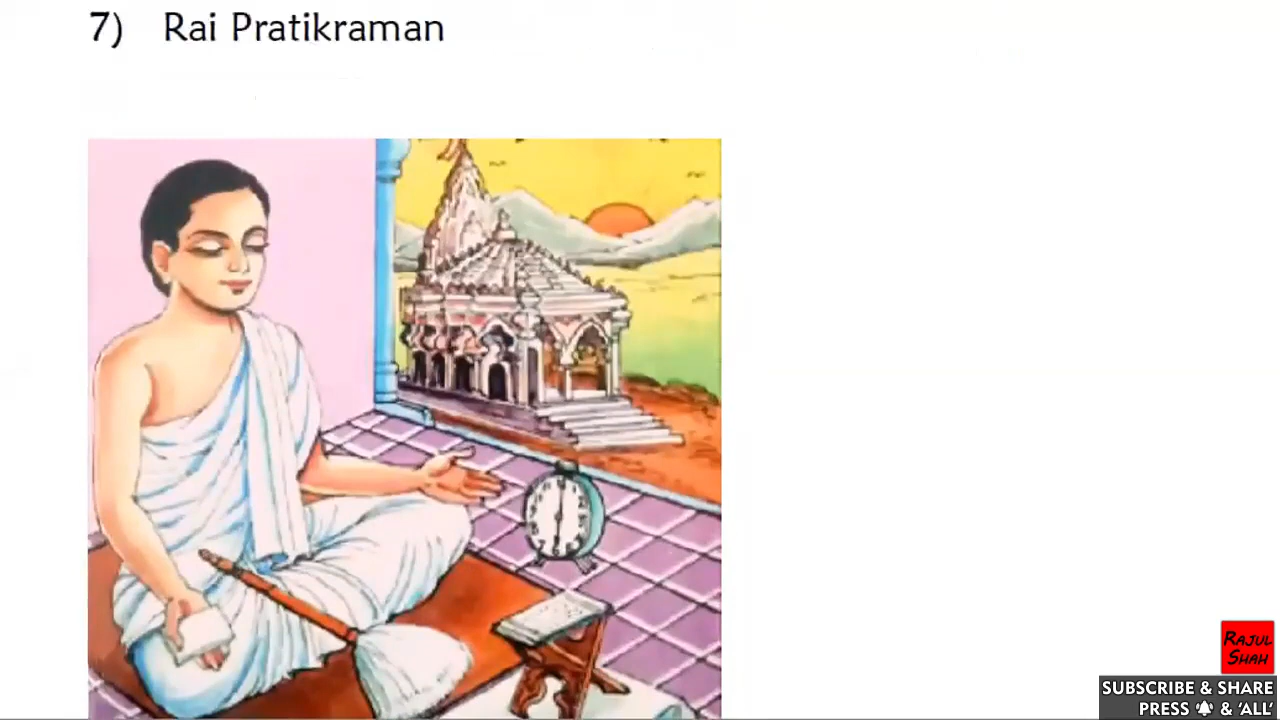 7) Rai Pratikraman
RAJUL
SHAH
SUBSCRIBE & SHARE
PRESS 🔔 & 'ALL'